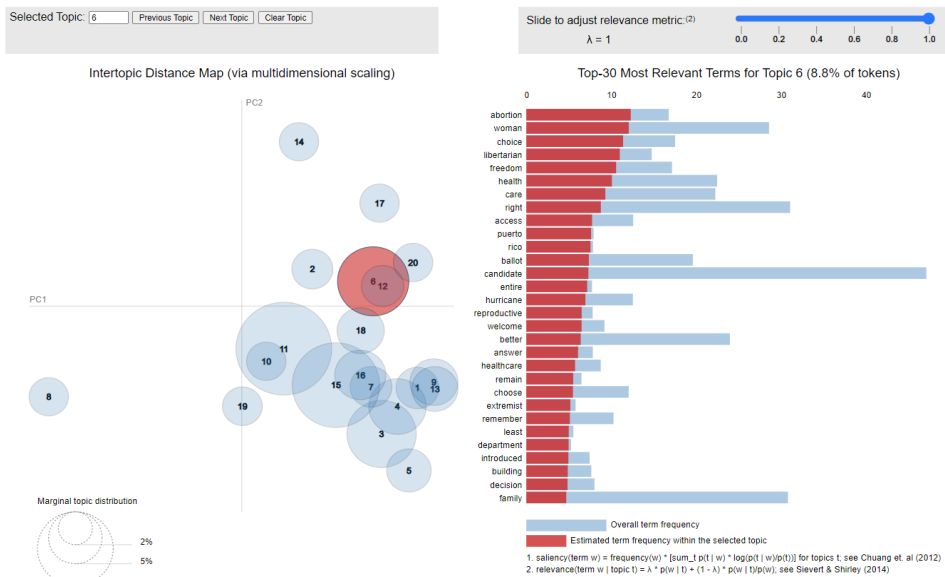 Selected Topic: 6 Previous Topic Next Topic Clear Topic
Slide to adjust relevance metric:(2)
λ = 1
0.0 0.2 0.4 0.6 0.8 1.0
Intertopic Distance Map (via multidimensional scaling)
PC2
PC1
14
17
20
2
6
12
18
11
10
16
15
7
1
9
13
8
19
4
3
5
Marginal topic distribution
2%
5%
Top-30 Most Relevant Terms for Topic 6 (8.8% of tokens)
0 10 20 30 40
abortion
woman
choice
libertarian
freedom
health
care
right
access
puerto
rico
ballot
candidate
entire
hurricane
reproductive
welcome
better
answer
healthcare
remain
choose
extremist
remember
least
department
introduced
building
decision
family
Overall term frequency
Estimated term frequency within the selected topic
1. saliency(term w) = frequency(w) * [sum_t p(t | w) * log(p(t | w)/p(t))] for topics t; see Chuang et. al (2012)
2. relevance(term w | topic t) = λ * p(w | t) + (1 - λ) * p(w | t)/p(w); see Sievert & Shirley (2014)